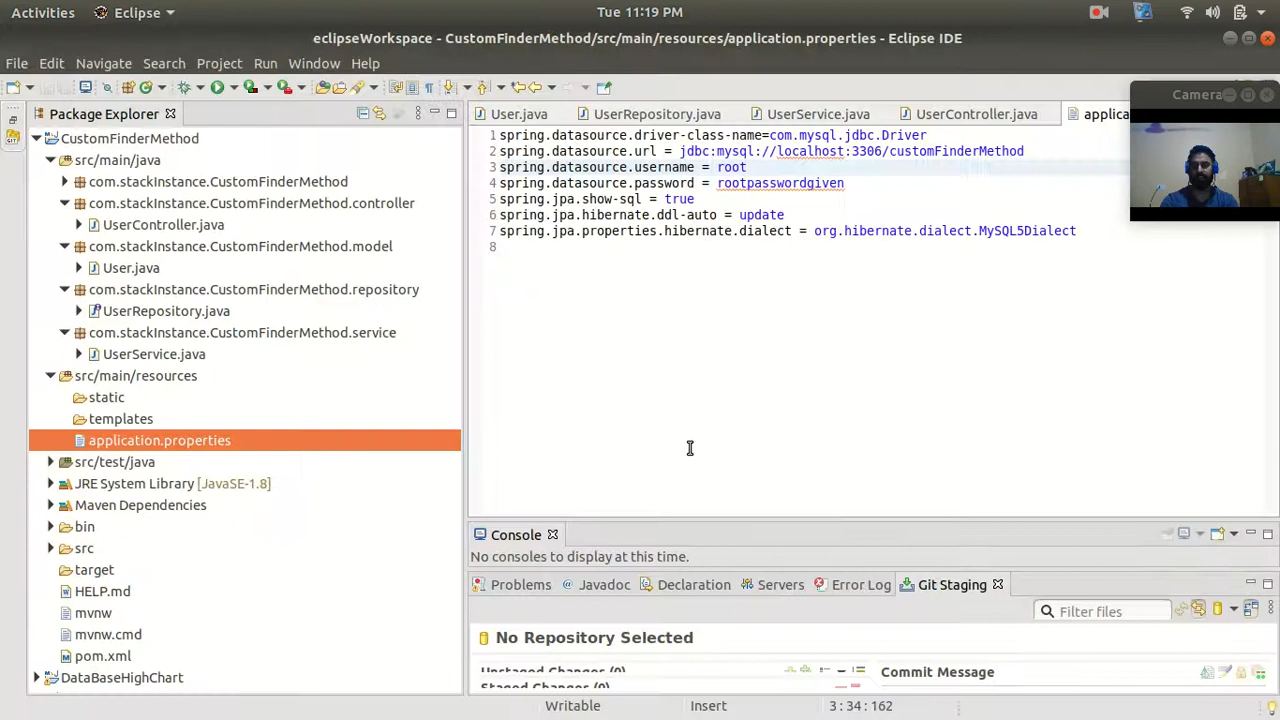 Activities
Eclipse
Tue 11:19 PM
eclipseWorkspace - CustomFinderMethod/src/main/resources/application.properties - Eclipse IDE
File Edit Navigate Search Project Run Window Help
Package Explorer
CustomFinderMethod
src/main/java
com.stackInstance.CustomFinderMethod
com.stackInstance.CustomFinderMethod.controller
UserController.java
com.stackInstance.CustomFinderMethod.model
User.java
com.stackInstance.CustomFinderMethod.repository
UserRepository.java
com.stackInstance.CustomFinderMethod.service
UserService.java
src/main/resources
static
templates
application.properties
src/test/java
JRE System Library [JavaSE-1.8]
Maven Dependencies
bin
src
target
HELP.md
mvnw
mvnw.cmd
pom.xml
DataBaseHighChart
User.java UserRepository.java UserService.java UserController.java applica
Camera
1 spring.datasource.driver-class-name=com.mysql.jdbc.Driver
2 spring.datasource.url = jdbc:mysql://localhost:3306/customFinderMethod
3 spring.datasource.username = root
4 spring.datasource.password = rootpasswordgiven
5 spring.jpa.show-sql = true
6 spring.jpa.hibernate.ddl-auto = update
7 spring.jpa.properties.hibernate.dialect = org.hibernate.dialect.MySQL5Dialect
8
Console
No consoles to display at this time.
Problems Javadoc Declaration Servers Error Log Git Staging
Filter files
No Repository Selected
Unstaged Changes (0)
Staged Changes (0)
Commit Message
Writable Insert 3 : 34 : 162